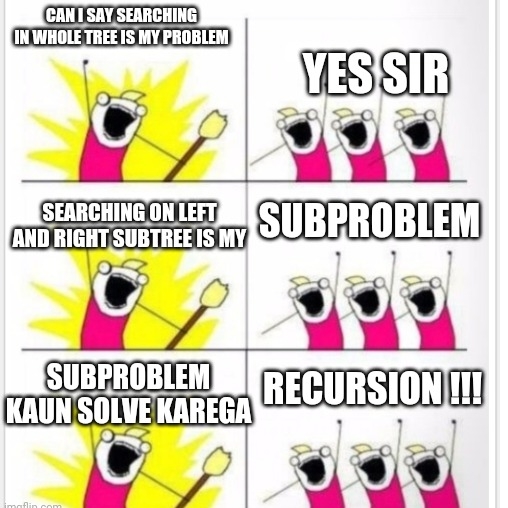 CAN I SAY SEARCHING
IN WHOLE TREE IS MY PROBLEM
YES SIR
SEARCHING ON LEFT
AND RIGHT SUBTREE IS MY
SUBPROBLEM
SUBPROBLEM
KAUN SOLVE KAREGA
RECURSION !!!
imgflip.com